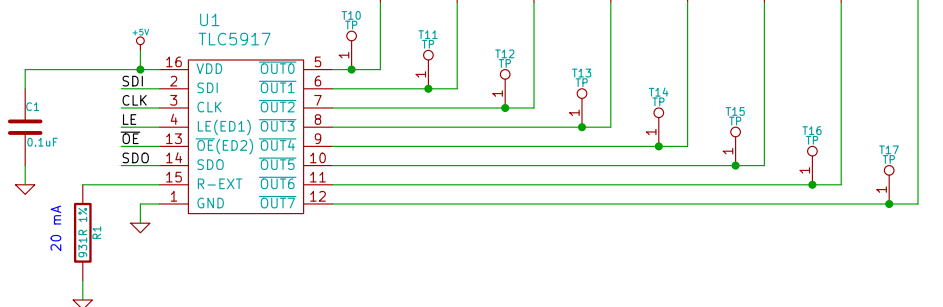 U1
TLC5917
+5V
16 VDD OUT0 5
SDI 2 SDI OUT1 6
CLK 3 CLK OUT2 7
LE 4 LE(ED1) OUT3 8
OE 13 OE(ED2) OUT4 9
SDO 14 SDO OUT5 10
15 R-EXT OUT6 11
1 GND OUT7 12
C1
0.1uF
20 mA
931R 1%
R1
T10
TP
1
T11
TP
1
T12
TP
1
T13
TP
1
T14
TP
1
T15
TP
1
T16
TP
1
T17
TP
1